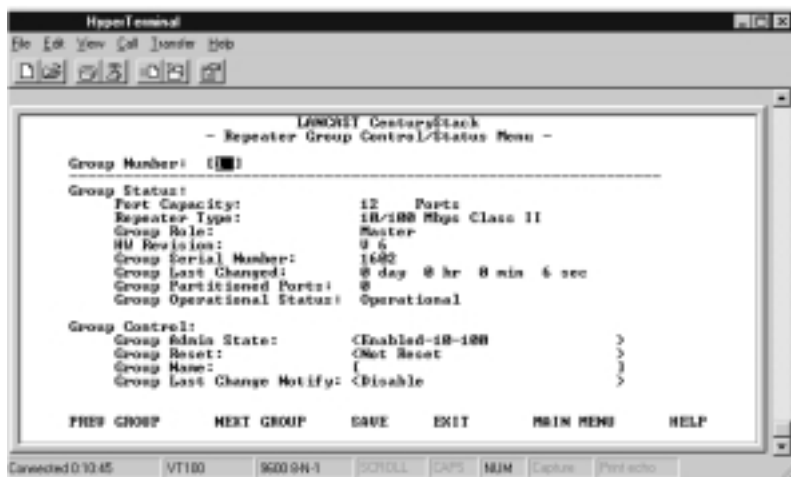 HyperTerminal
File Edit View Call Transfer Help
LANCAST CenturyStack
- Repeater Group Control/Status Menu -
Group Number: [ ]
Group Status:
Port Capacity: 12 Ports
Repeater Type: 10/100 Mbps Class II
Group Role: Master
HW Revision: V 6
Group Serial Number: 1602
Group Last Changed: 0 day 0 hr 0 min 6 sec
Group Partitioned Ports: 0
Group Operational Status: Operational
Group Control:
Group Admin State: <Enabled-10-100 >
Group Reset: <Not Reset >
Group Name: [ ]
Group Last Change Notify: <Disable >
PREV GROUP NEXT GROUP SAVE EXIT MAIN MENU HELP
Connected 0:10:45 VT100 9600 8-N-1 SCROLL CAPS NUM Capture Print echo